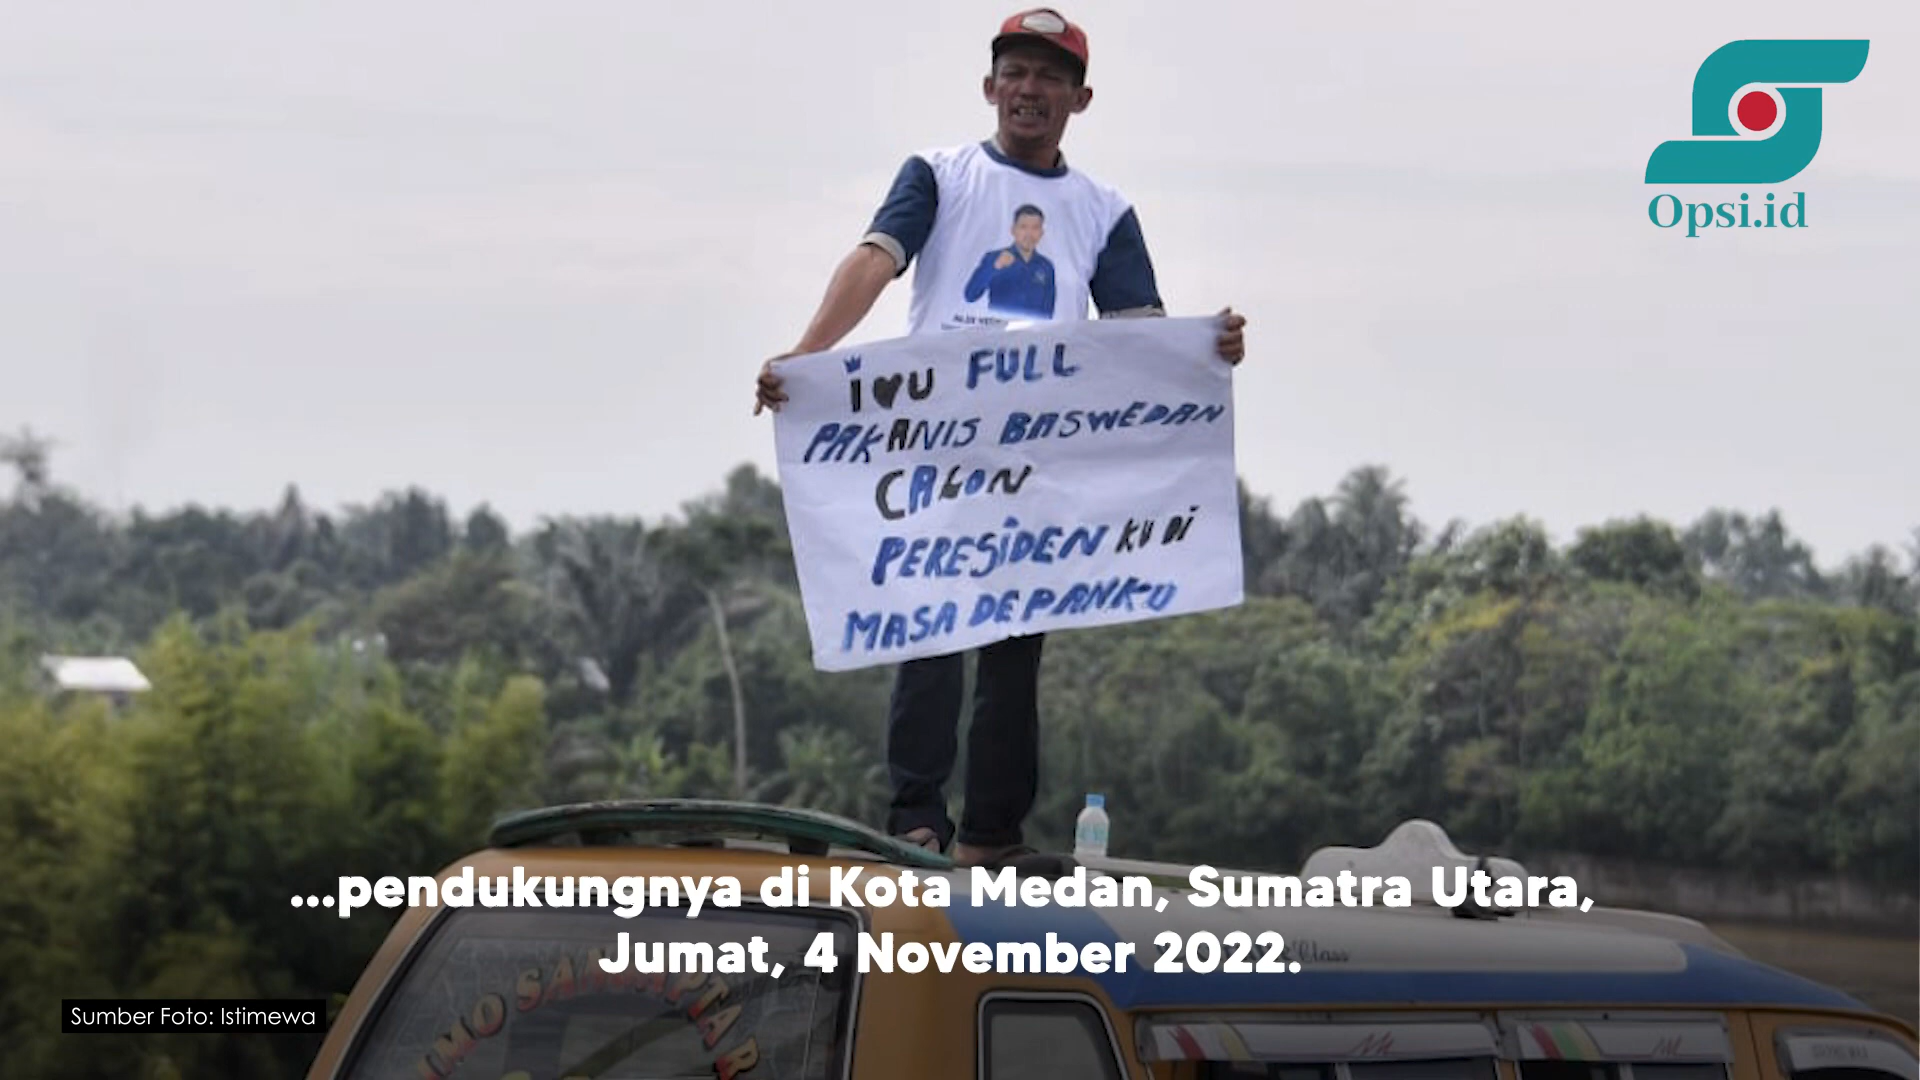 Opsi.id
i ♥ U FULL
PAK ANIS BASWEDAN
CALON
PERESiDEN KU Di
MASA DEPANKU
...pendukungnya di Kota Medan, Sumatra Utara,
Jumat, 4 November 2022.
Class
Sumber Foto: Istimewa